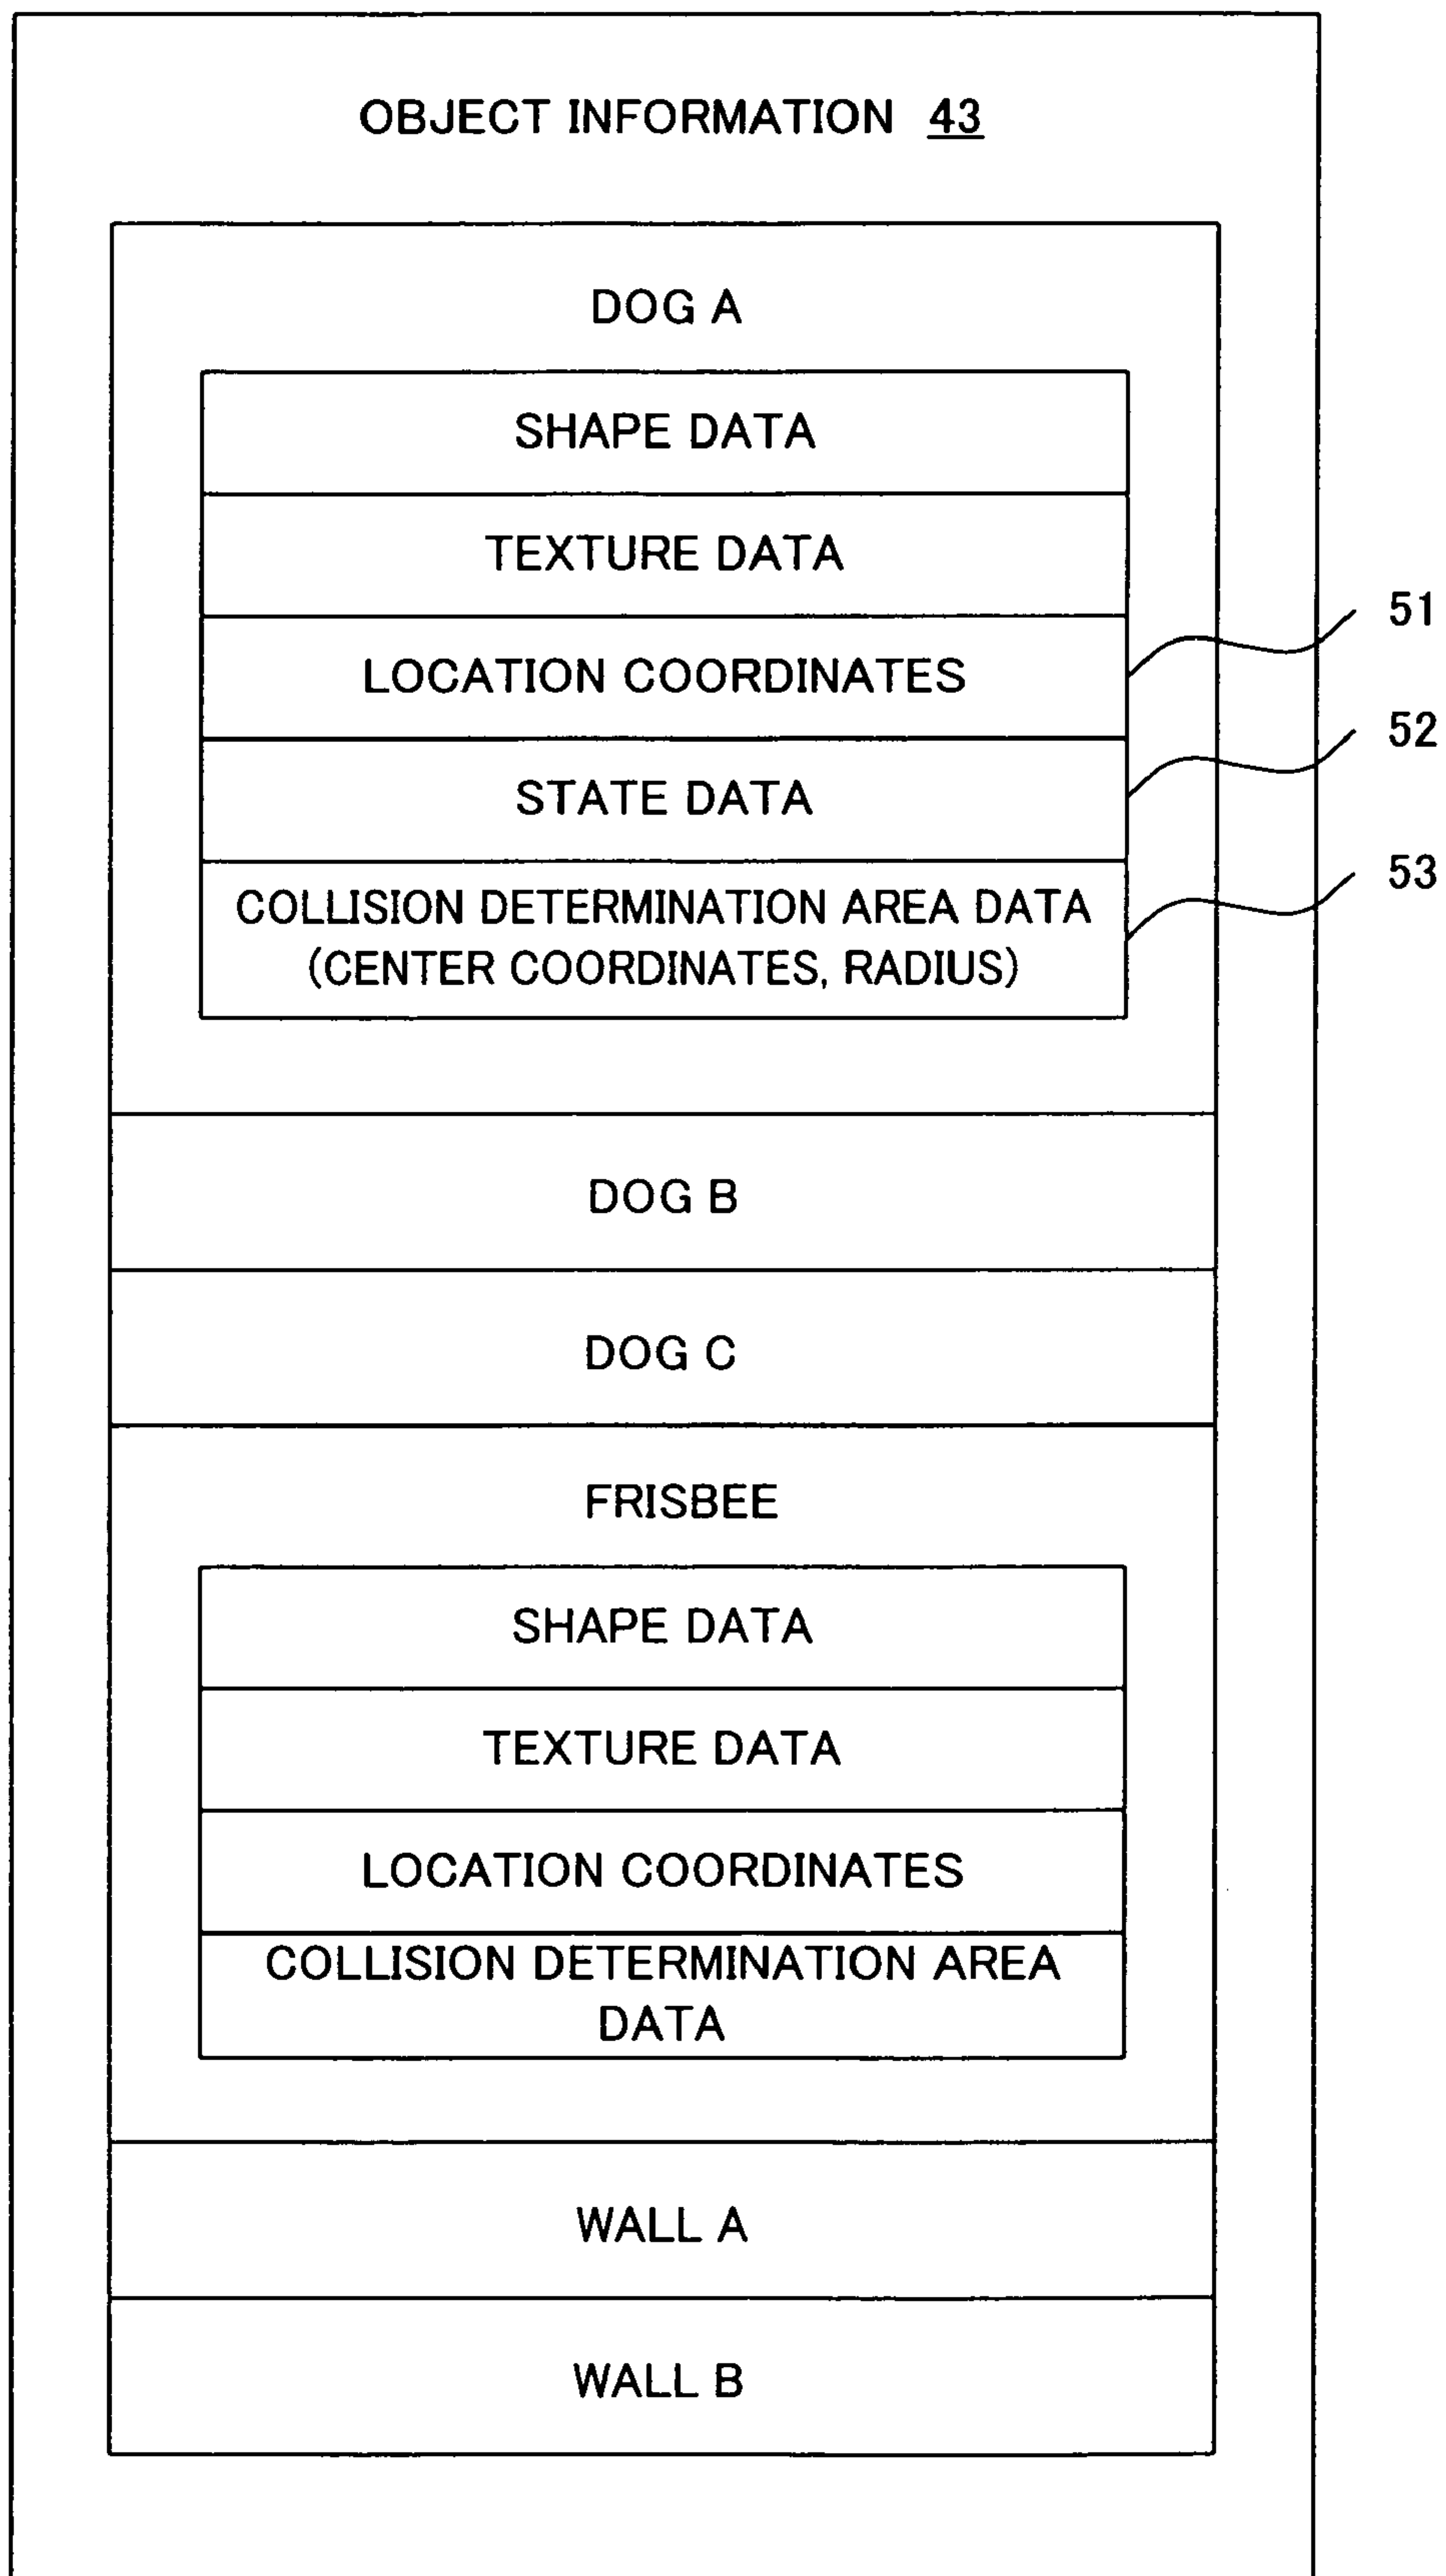 OBJECT INFORMATION 43
DOG A
SHAPE DATA
TEXTURE DATA
LOCATION COORDINATES
51
STATE DATA
52
COLLISION DETERMINATION AREA DATA
(CENTER COORDINATES, RADIUS)
53
DOG B
DOG C
FRISBEE
SHAPE DATA
TEXTURE DATA
LOCATION COORDINATES
COLLISION DETERMINATION AREA
DATA
WALL A
WALL B